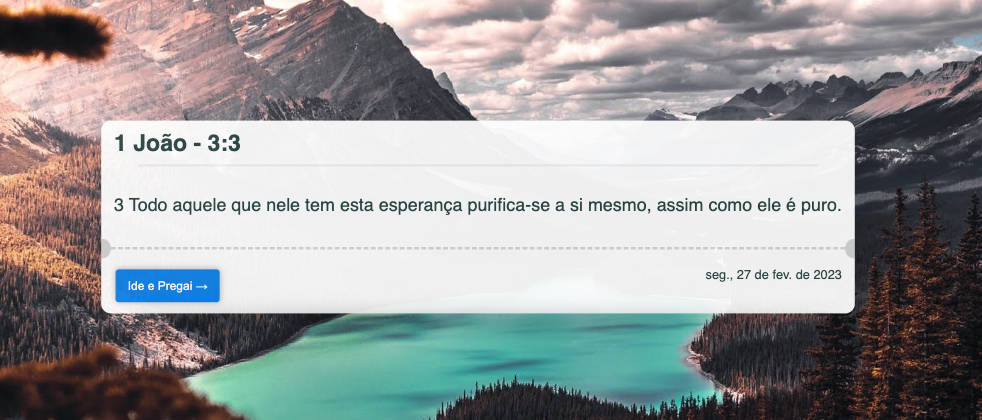 1 João - 3:3
3 Todo aquele que nele tem esta esperança purifica-se a si mesmo, assim como ele é puro.
Ide e Pregai →
seg., 27 de fev. de 2023